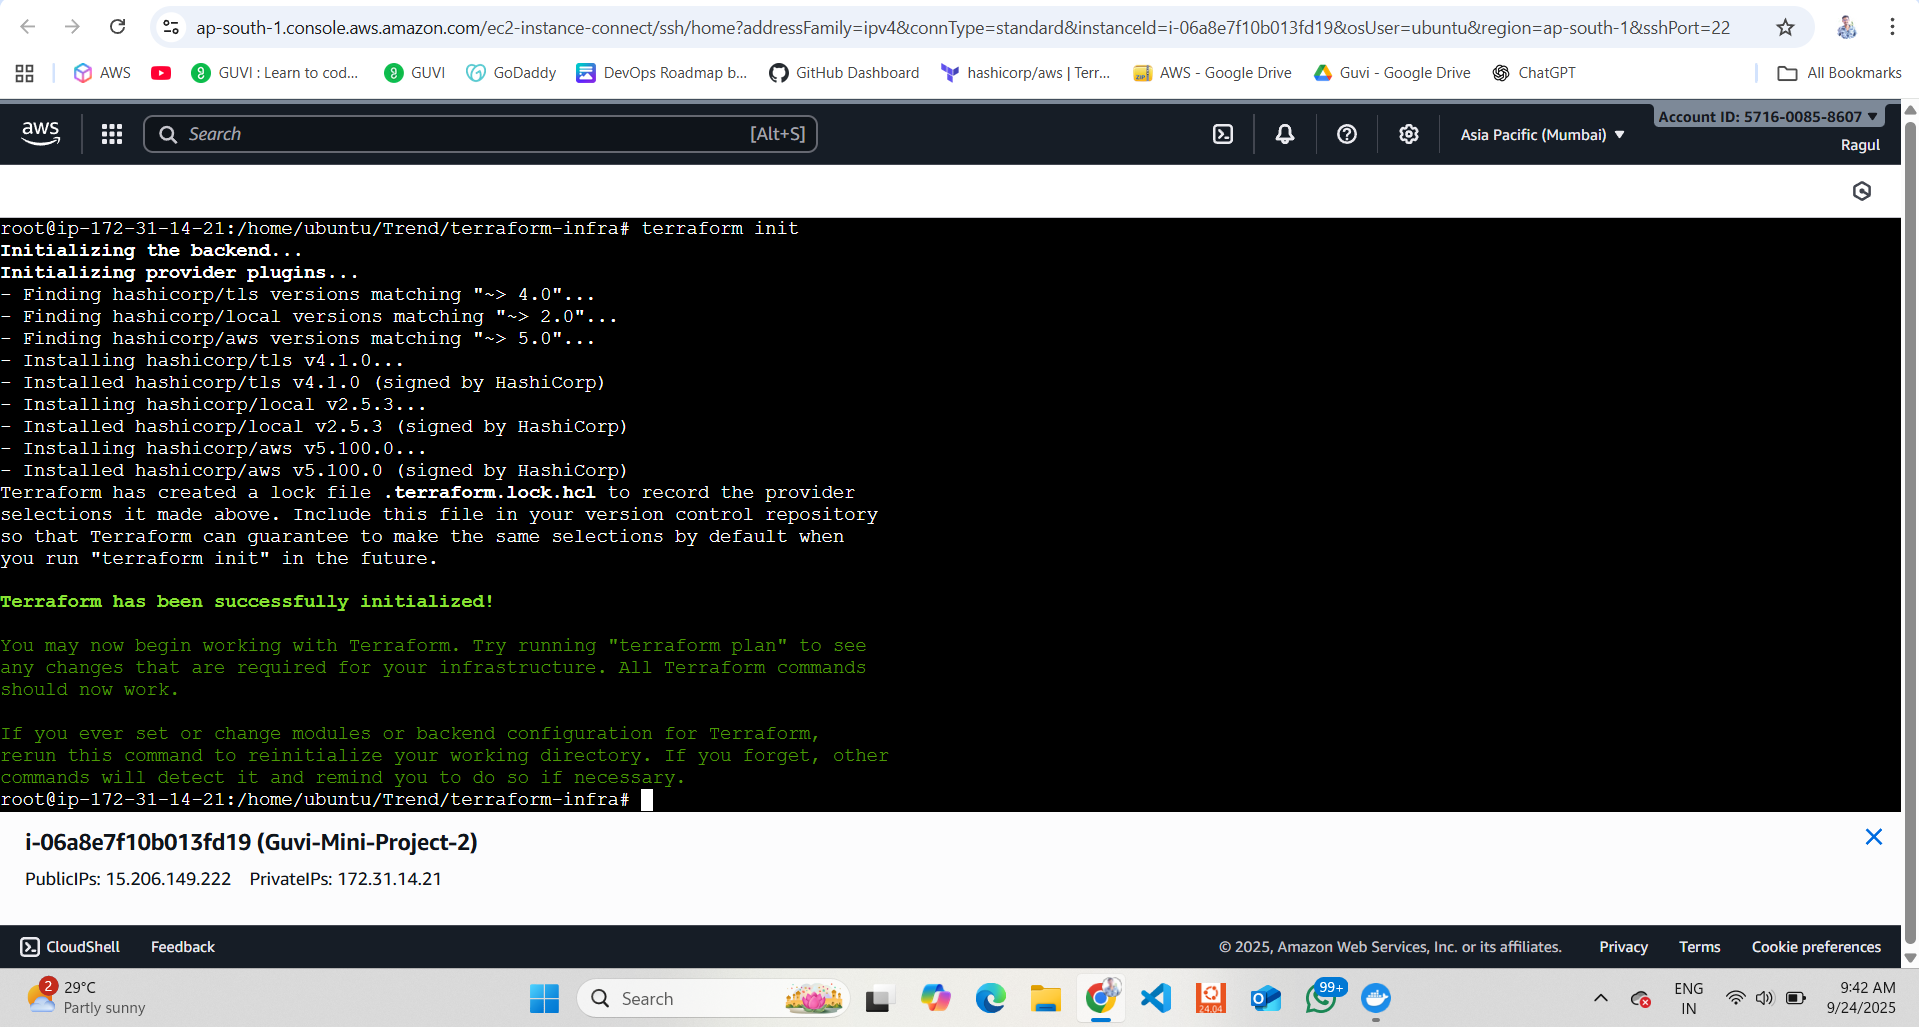 ap-south-1.console.aws.amazon.com/ec2-instance-connect/ssh/home?addressFamily=ipv4&connType=standard&instanceId=i-06a8e7f10b013fd19&osUser=ubuntu&region=ap-south-1&sshPort=22
AWS GUVI : Learn to cod... GUVI GoDaddy DevOps Roadmap b... GitHub Dashboard hashicorp/aws | Terr... AWS - Google Drive Guvi - Google Drive ChatGPT All Bookmarks
aws Search [Alt+S] Asia Pacific (Mumbai) ▼ Account ID: 5716-0085-8607 ▼
Ragul
root@ip-172-31-14-21:/home/ubuntu/Trend/terraform-infra# terraform init
Initializing the backend...
Initializing provider plugins...
- Finding hashicorp/tls versions matching "~> 4.0"...
- Finding hashicorp/local versions matching "~> 2.0"...
- Finding hashicorp/aws versions matching "~> 5.0"...
- Installing hashicorp/tls v4.1.0...
- Installed hashicorp/tls v4.1.0 (signed by HashiCorp)
- Installing hashicorp/local v2.5.3...
- Installed hashicorp/local v2.5.3 (signed by HashiCorp)
- Installing hashicorp/aws v5.100.0...
- Installed hashicorp/aws v5.100.0 (signed by HashiCorp)
Terraform has created a lock file .terraform.lock.hcl to record the provider
selections it made above. Include this file in your version control repository
so that Terraform can guarantee to make the same selections by default when
you run "terraform init" in the future.
Terraform has been successfully initialized!
You may now begin working with Terraform. Try running "terraform plan" to see
any changes that are required for your infrastructure. All Terraform commands
should now work.
If you ever set or change modules or backend configuration for Terraform,
rerun this command to reinitialize your working directory. If you forget, other
commands will detect it and remind you to do so if necessary.
root@ip-172-31-14-21:/home/ubuntu/Trend/terraform-infra#
i-06a8e7f10b013fd19 (Guvi-Mini-Project-2)
PublicIPs: 15.206.149.222 PrivateIPs: 172.31.14.21
CloudShell Feedback © 2025, Amazon Web Services, Inc. or its affiliates. Privacy Terms Cookie preferences
2 29°C
Partly sunny
Search
24.04
99+
ENG
IN
9:42 AM
9/24/2025